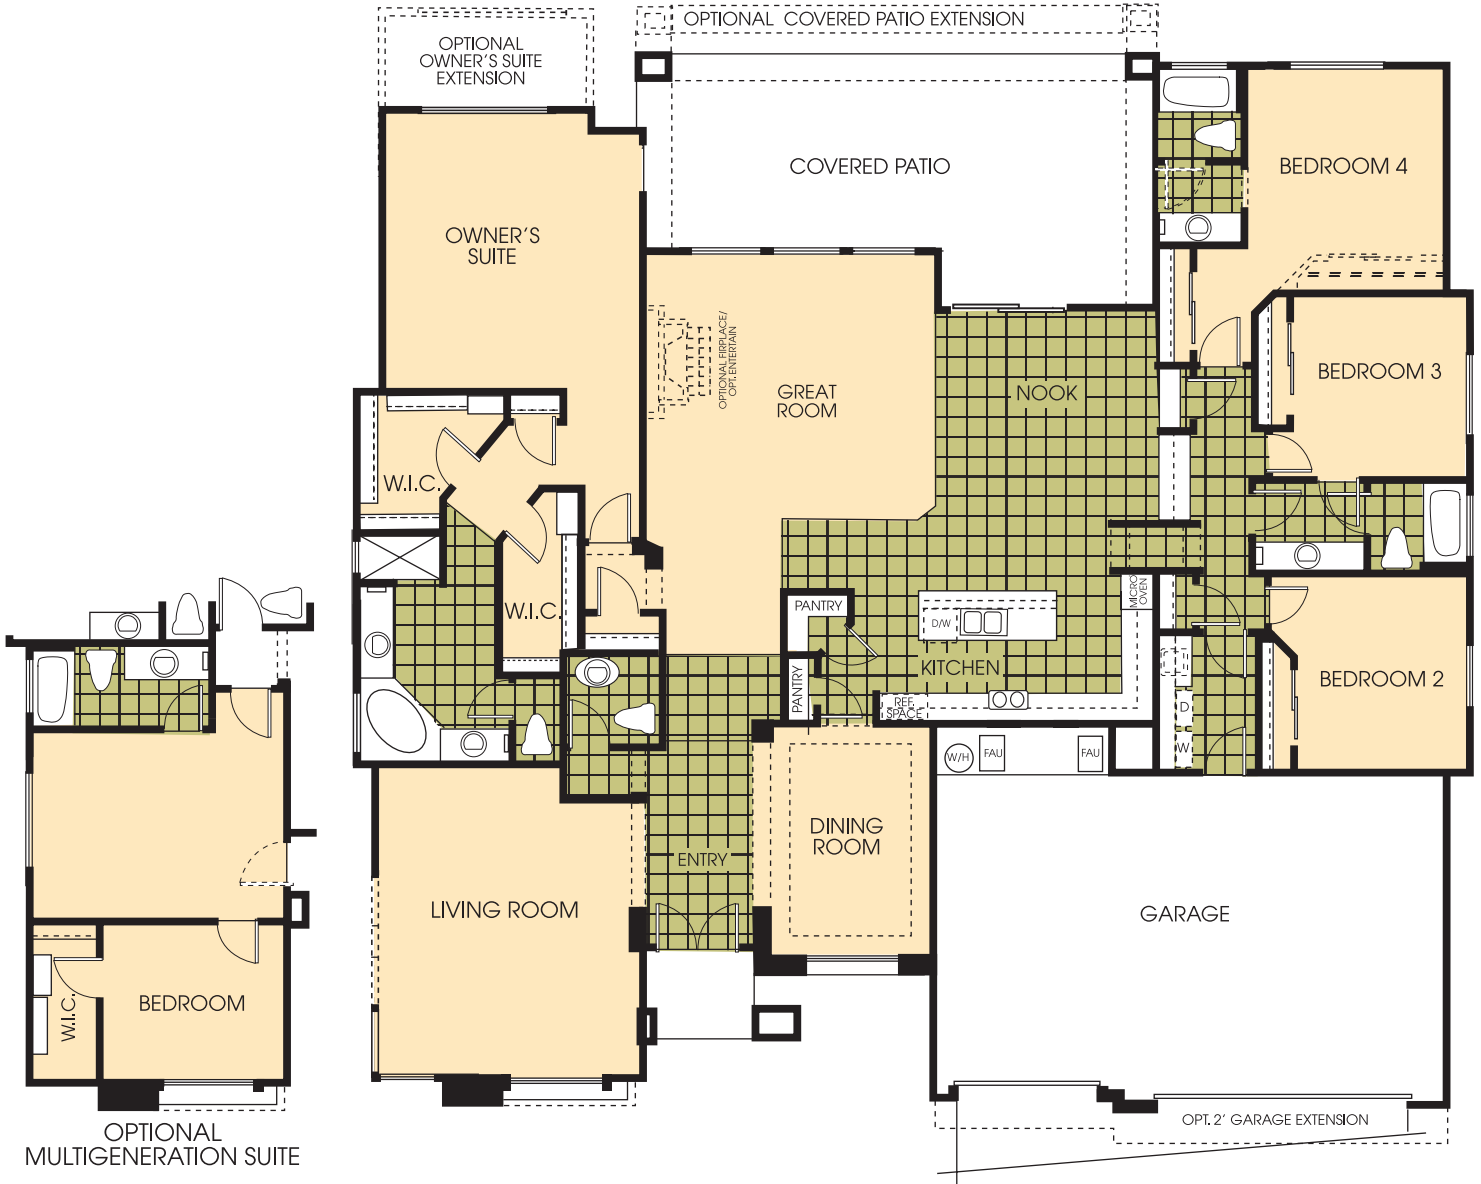 OPTIONAL COVERED PATIO EXTENSION
OPTIONAL
OWNER'S SUITE
EXTENSION
COVERED PATIO
BEDROOM 4
OWNER'S
SUITE
OPTIONAL FIREPLACE/
OPT. ENTERTAIN
GREAT
ROOM
NOOK
BEDROOM 3
W.I.C.
W.I.C.
PANTRY
D/W
MICRO
OVEN
KITCHEN
PANTRY
REF.
SPACE
D
W
BEDROOM 2
W/H
FAU
FAU
DINING
ROOM
ENTRY
LIVING ROOM
GARAGE
W.I.C.
BEDROOM
OPT. 2' GARAGE EXTENSION
OPTIONAL
MULTIGENERATION SUITE